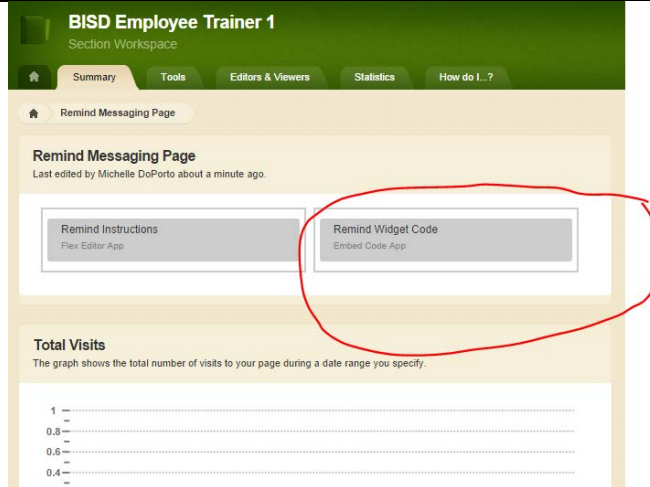 BISD Employee Trainer 1
Section Workspace
Summary Tools Editors & Viewers Statistics How do I...?
Remind Messaging Page
Remind Messaging Page
Last edited by Michelle DoPorto about a minute ago.
Remind Instructions Remind Widget Code
Flex Editor App Embed Code App
Total Visits
The graph shows the total number of visits to your page during a date range you specify.
1
0.8
0.6
0.4